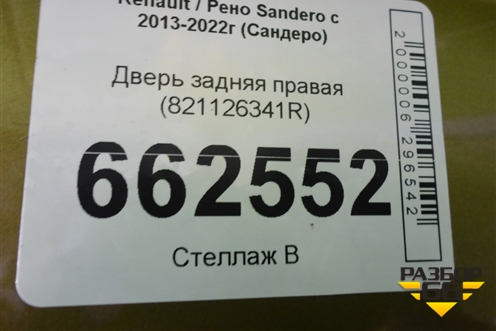 Renault / Рено Sandero с
2013-2022г (Сандеро)
Дверь задняя правая
(821126341R)
662552
Стеллаж B
2000006296542
РАЗБОР